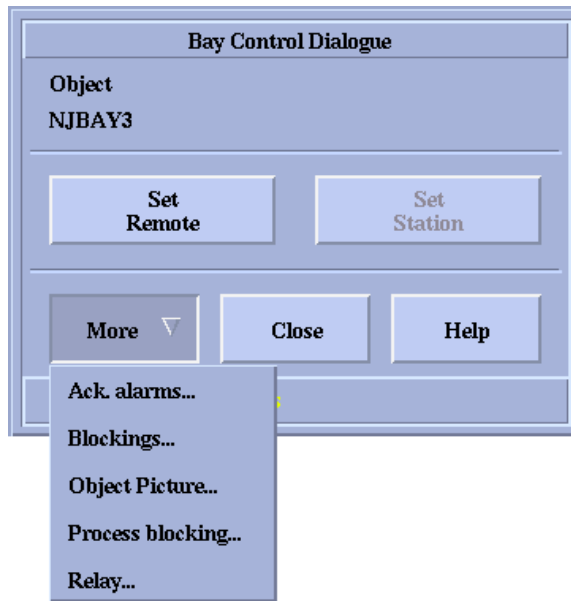 Bay Control Dialogue
Object
NJBAY3
Set
Remote
Set
Station
More
Close
Help
Ack. alarms...
Blockings...
Object Picture...
Process blocking...
Relay...